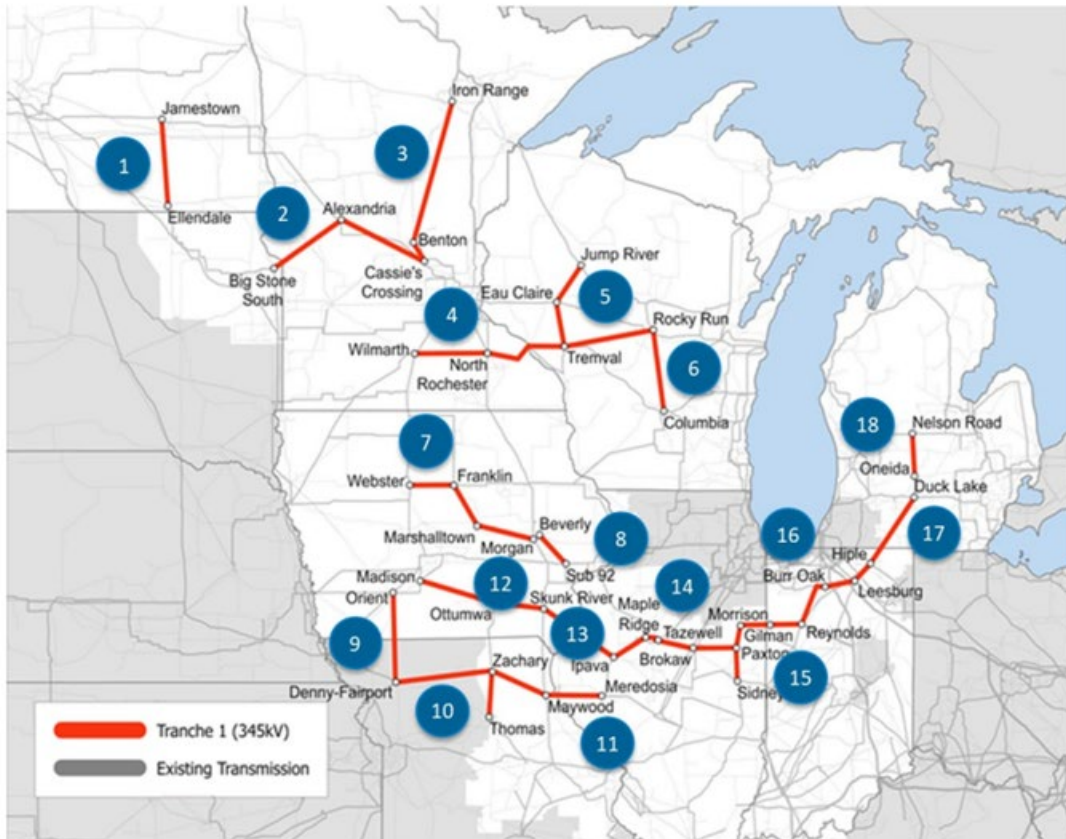 Iron Range
Jamestown
1
3
Ellendale
2
Alexandria
Benton
Big Stone
South
Cassie's
Crossing
Jump River
Eau Claire
5
4
Rocky Run
Wilmarth
North
Rochester
Tremval
6
Columbia
18
Nelson Road
Oneida
Duck Lake
7
Webster
Franklin
Marshalltown
Morgan
Beverly
8
Sub 92
16
17
Hiple
Burr Oak
Leesburg
Madison
Orient
12
Ottumwa
Skunk River
14
Maple
Ridge
Tazewell
Morrison
Gilman
Reynolds
13
Ipava
Brokaw
Paxton
15
Sidney
9
Denny-Fairport
Zachary
Meredosia
Maywood
10
Thomas
11
Tranche 1 (345kV)
Existing Transmission